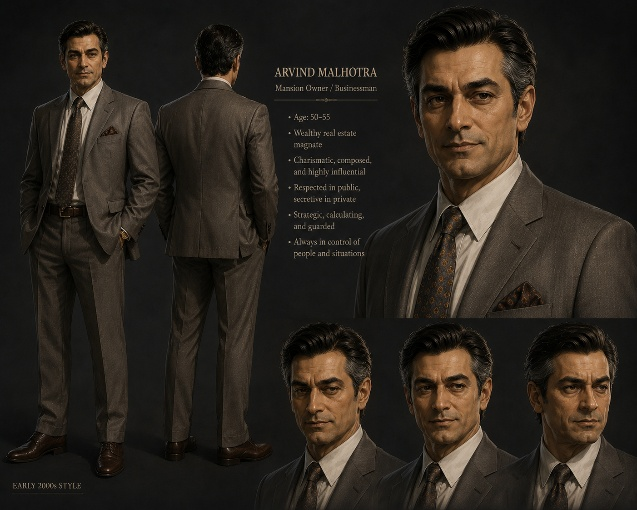 ARVIND MALHOTRA
Mansion Owner / Businessman
• Age: 50–55
• Wealthy real estate
magnate
• Charismatic, composed,
and highly influential
• Respected in public,
secretive in private
• Strategic, calculating,
and guarded
• Always in control of
people and situations
EARLY 2000s STYLE